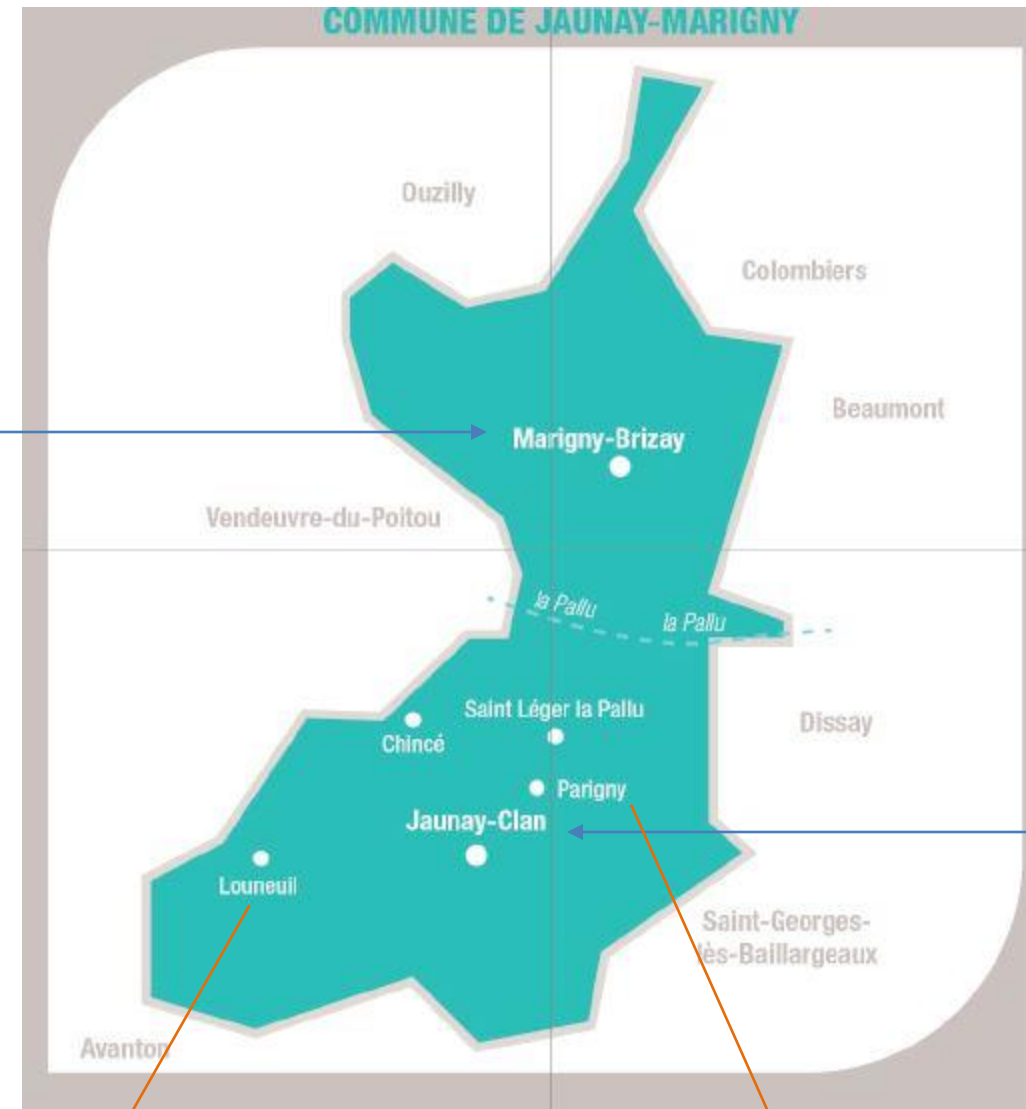 COMMUNE DE JAUNAY-MARIGNY
Ouzilly
Colombiers
Beaumont
Marigny-Brizay
Vendeuvre-du-Poitou
la Pallu
la Pallu
Saint Léger la Pallu
Dissay
Chincé
Parigny
Jaunay-Clan
Louneuil
Saint-Georges-
lès-Baillargeaux
Avanton